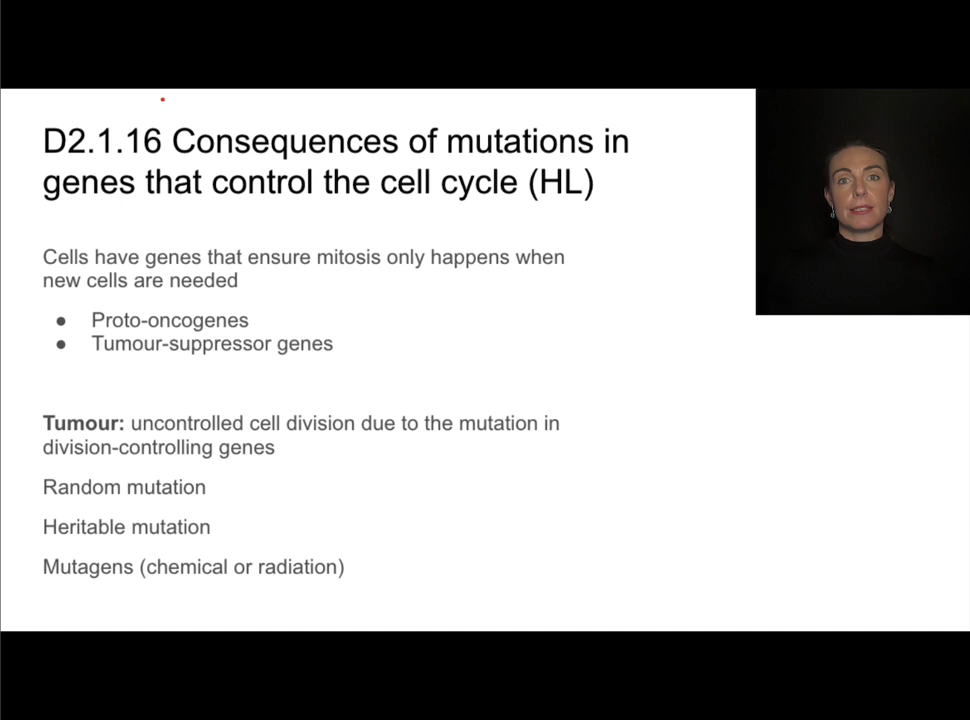 D2.1.16 Consequences of mutations in
genes that control the cell cycle (HL)
Cells have genes that ensure mitosis only happens when
new cells are needed
● Proto-oncogenes
● Tumour-suppressor genes
Tumour: uncontrolled cell division due to the mutation in
division-controlling genes
Random mutation
Heritable mutation
Mutagens (chemical or radiation)